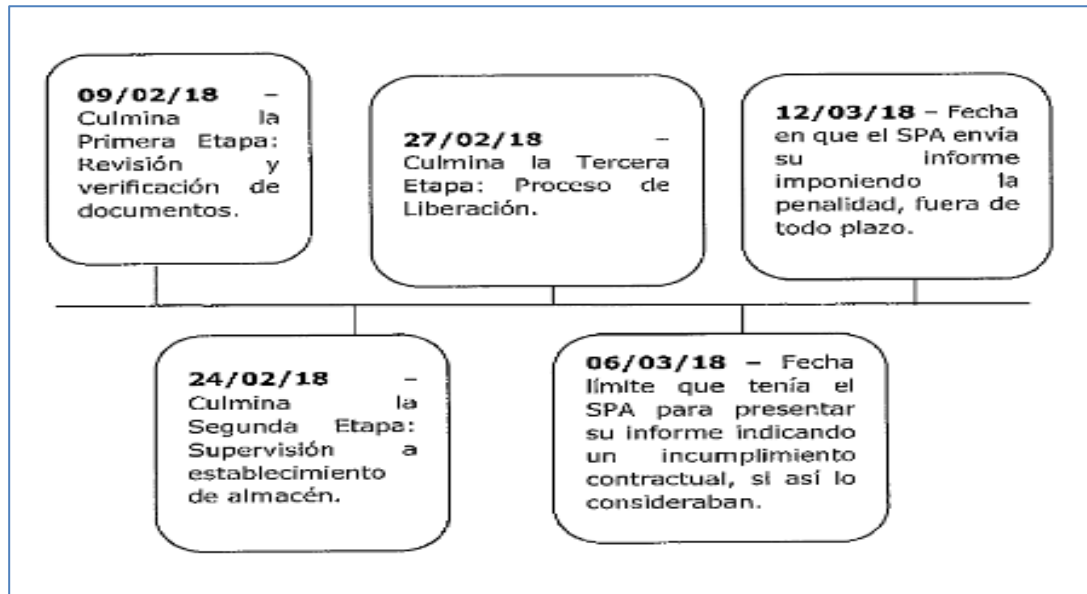 09/02/18 –
Culmina la
Primera Etapa:
Revisión y
verificación de
documentos.
24/02/18 –
Culmina la
Segunda Etapa:
Supervisión a
establecimiento
de almacén.
27/02/18 –
Culmina la Tercera
Etapa: Proceso de
Liberación.
06/03/18 – Fecha
límite que tenía el
SPA para presentar
su informe indicando
un incumplimiento
contractual, si así lo
consideraban.
12/03/18 – Fecha
en que el SPA envía
su informe
imponiendo la
penalidad, fuera de
todo plazo.